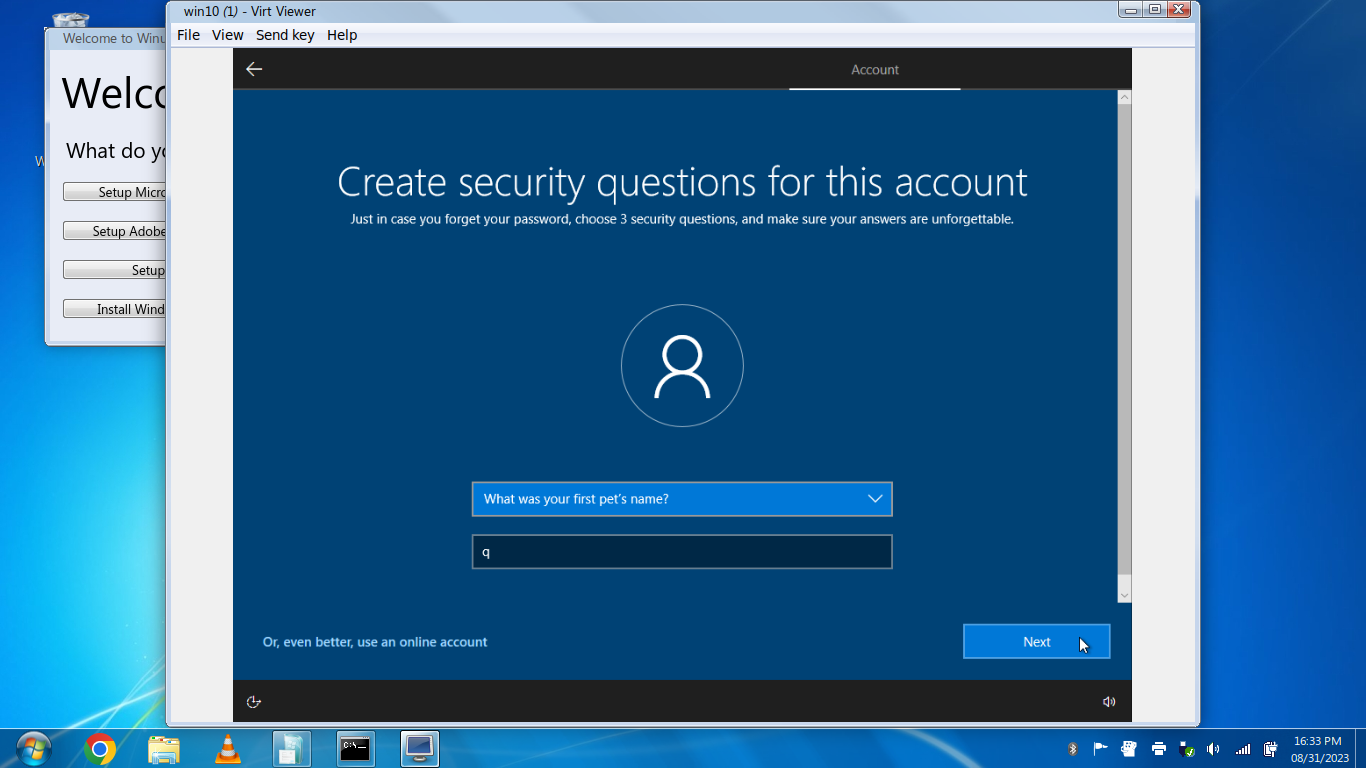 win10 (1) - Virt Viewer
File View Send key Help
Welcome to Winu
Welco
What do yo
Setup Micro
Setup Adobe
Setup
Install Wind
W
Account
Create security questions for this account
Just in case you forget your password, choose 3 security questions, and make sure your answers are unforgettable.
What was your first pet's name?
q
Or, even better, use an online account
Next
C:\._
16:33 PM
08/31/2023